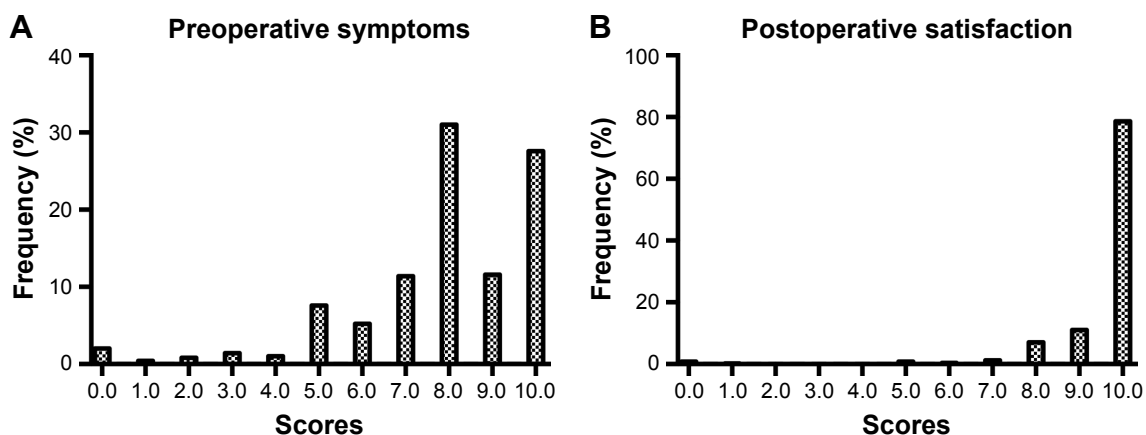 A
Preoperative symptoms
40
30
20
10
0
Frequency (%)
0.0 1.0 2.0 3.0 4.0 5.0 6.0 7.0 8.0 9.0 10.0
Scores
B
Postoperative satisfaction
100
80
60
40
20
0
Frequency (%)
0.0 1.0 2.0 3.0 4.0 5.0 6.0 7.0 8.0 9.0 10.0
Scores